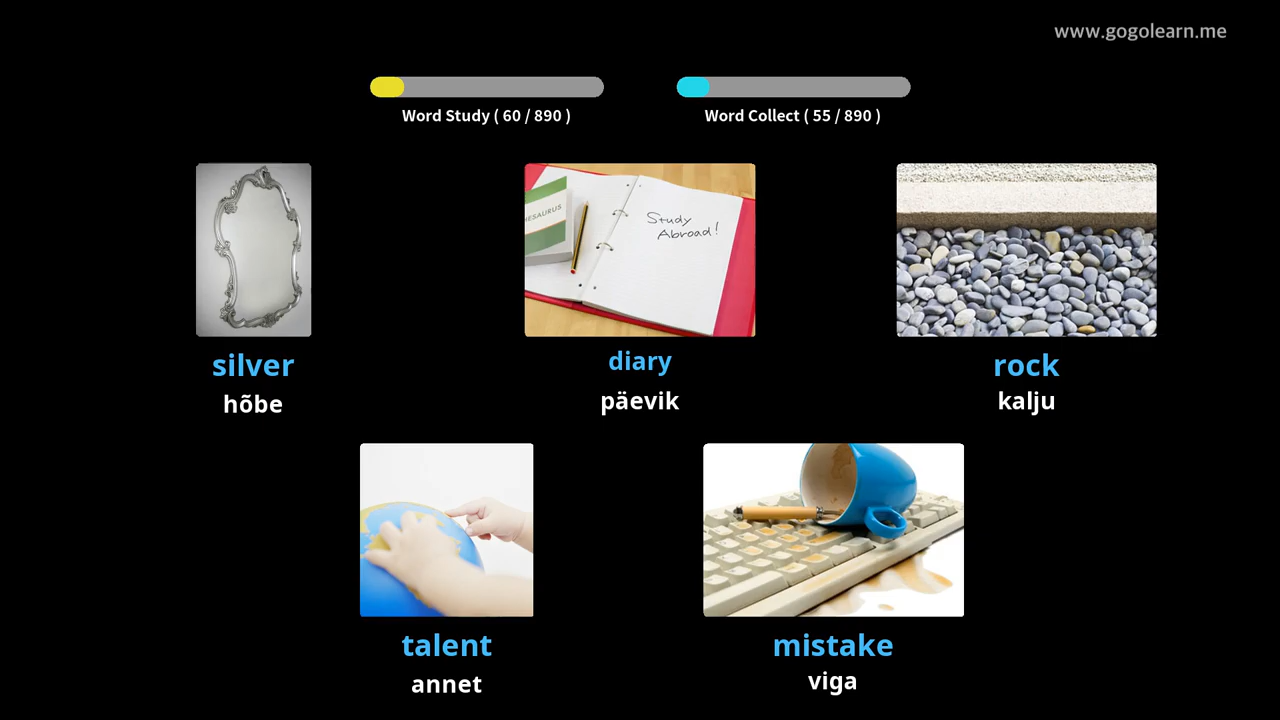 www.gogolearn.me
Word Study ( 60 / 890 )
Word Collect ( 55 / 890 )
HESAURUS
Study
Abroad!
silver
hõbe
diary
päevik
rock
kalju
talent
annet
mistake
viga